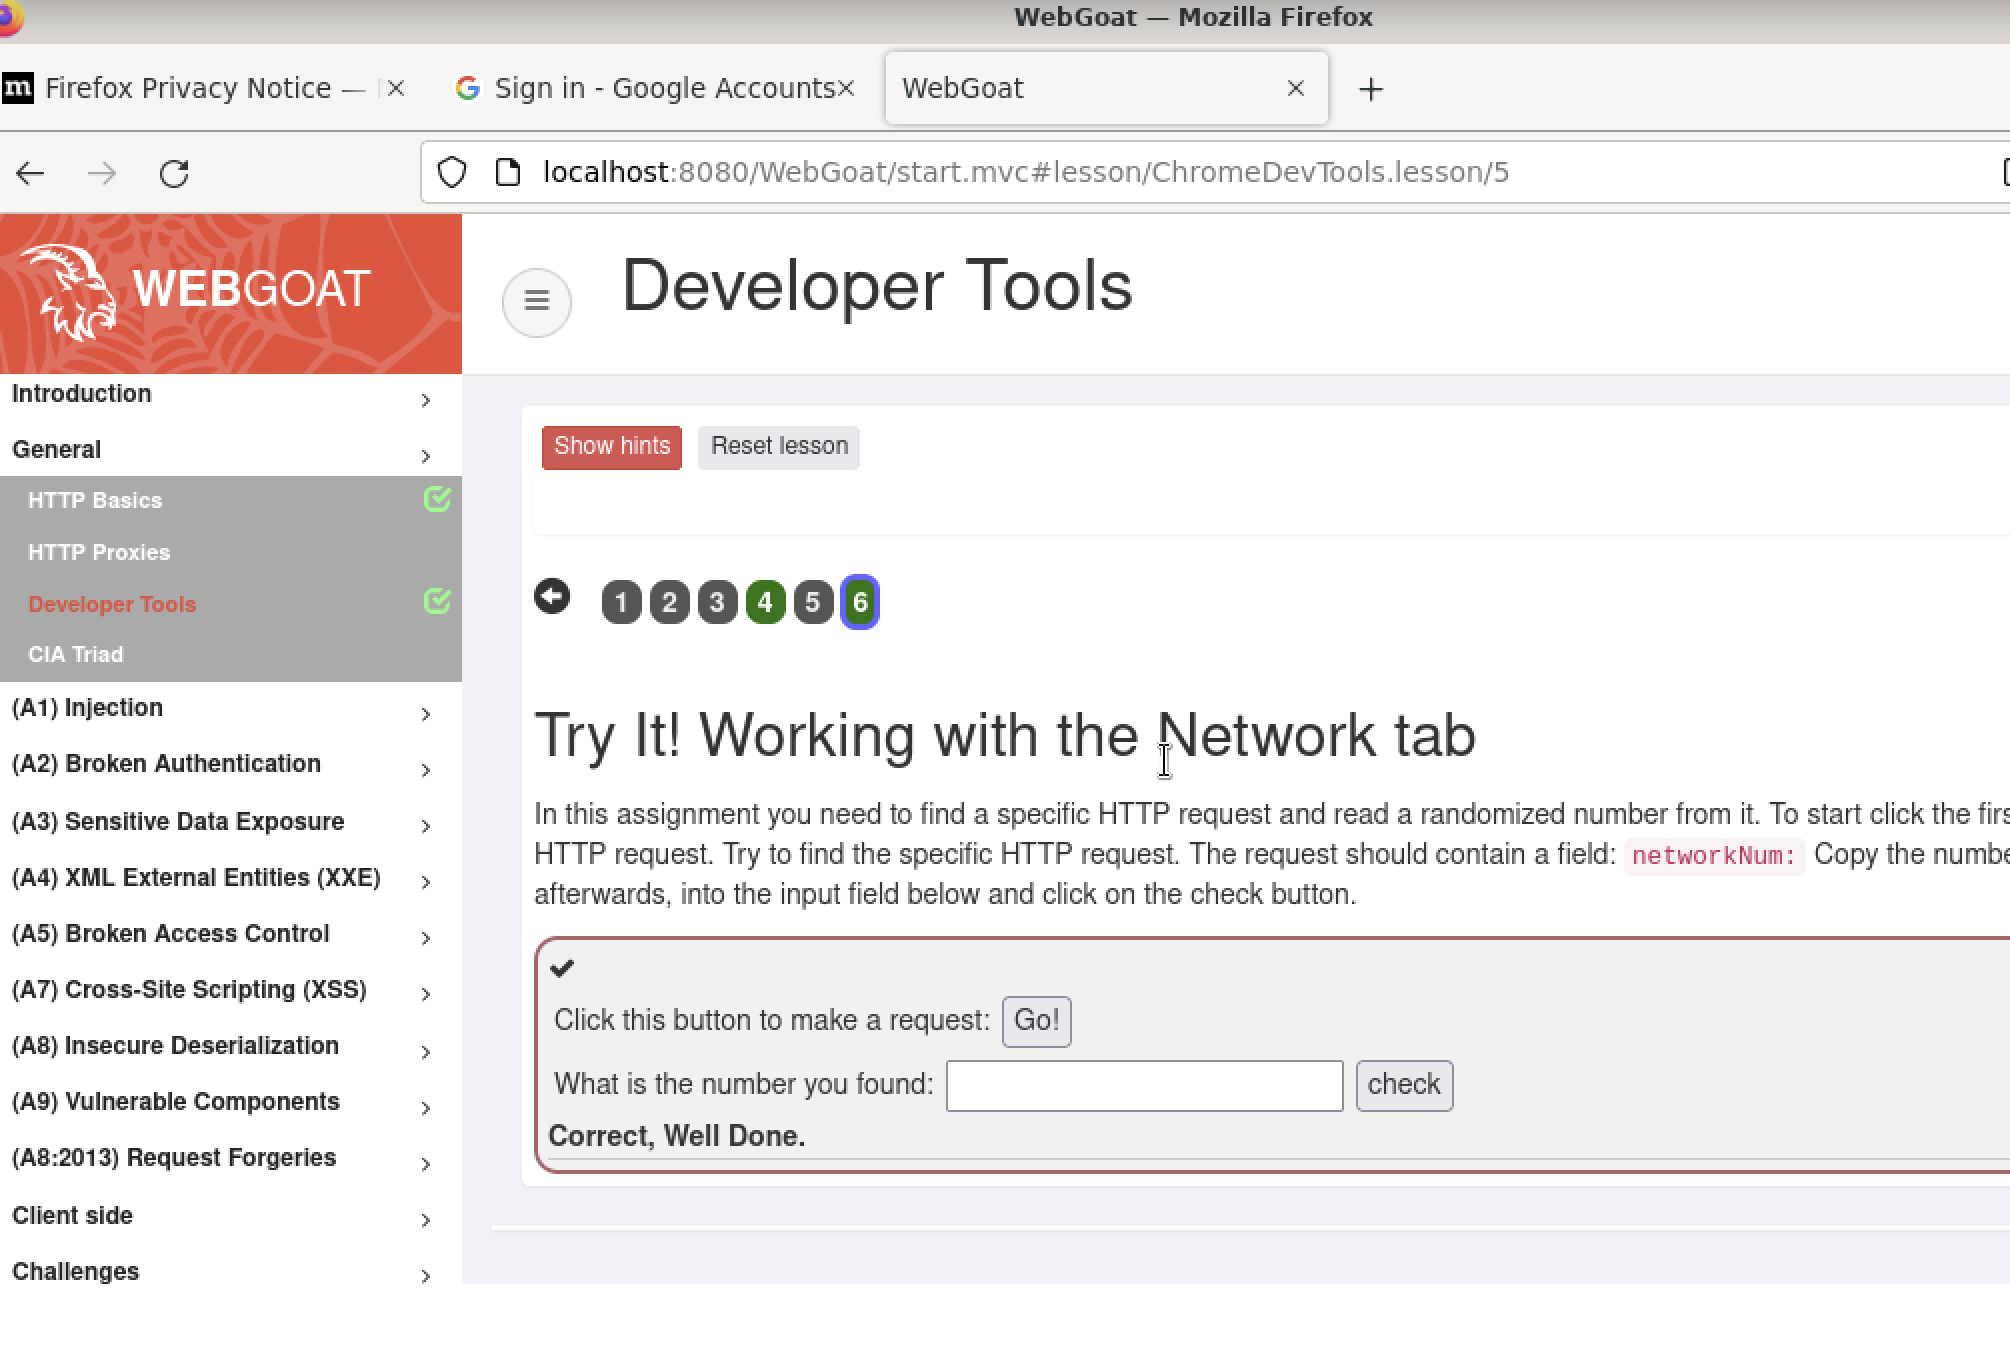 WebGoat — Mozilla Firefox
Firefox Privacy Notice —
Sign in - Google Accounts
WebGoat
localhost:8080/WebGoat/start.mvc#lesson/ChromeDevTools.lesson/5
WEBGOAT
Developer Tools
Introduction
General
HTTP Basics
HTTP Proxies
Developer Tools
CIA Triad
(A1) Injection
(A2) Broken Authentication
(A3) Sensitive Data Exposure
(A4) XML External Entities (XXE)
(A5) Broken Access Control
(A7) Cross-Site Scripting (XSS)
(A8) Insecure Deserialization
(A9) Vulnerable Components
(A8:2013) Request Forgeries
Client side
Challenges
Show hints
Reset lesson
1 2 3 4 5 6
Try It! Working with the Network tab
In this assignment you need to find a specific HTTP request and read a randomized number from it. To start click the
HTTP request. Try to find the specific HTTP request. The request should contain a field: networkNum: Copy the
afterwards, into the input field below and click on the check button.
Click this button to make a request: Go!
What is the number you found: check
Correct, Well Done.